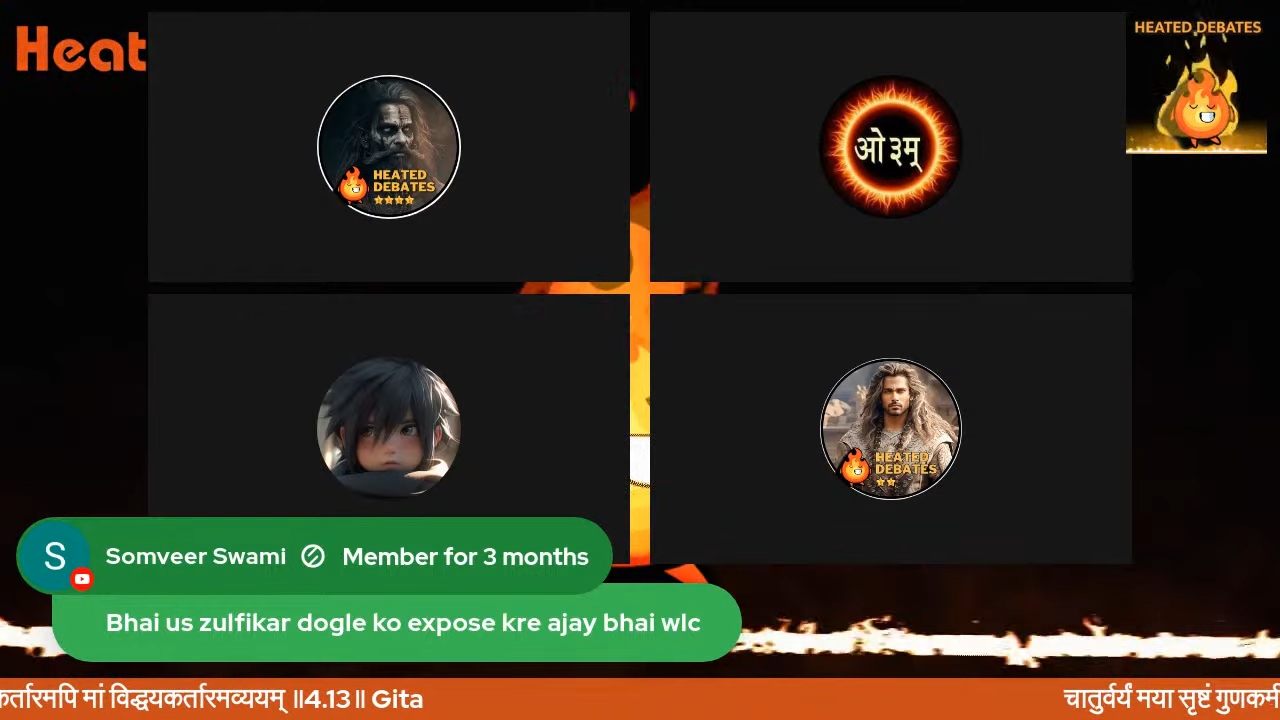 Heat
HEATED DEBATES
HEATED
DEBATES
ओ३म्
HEATED
DEBATES
S
Somveer Swami Member for 3 months
Bhai us zulfikar dogle ko expose kre ajay bhai wlc
कर्तारमपि मां विद्धयकर्तारमव्ययम् ॥4.13॥ Gita
चातुर्वर्यं मया सृष्टं गुणकर्म